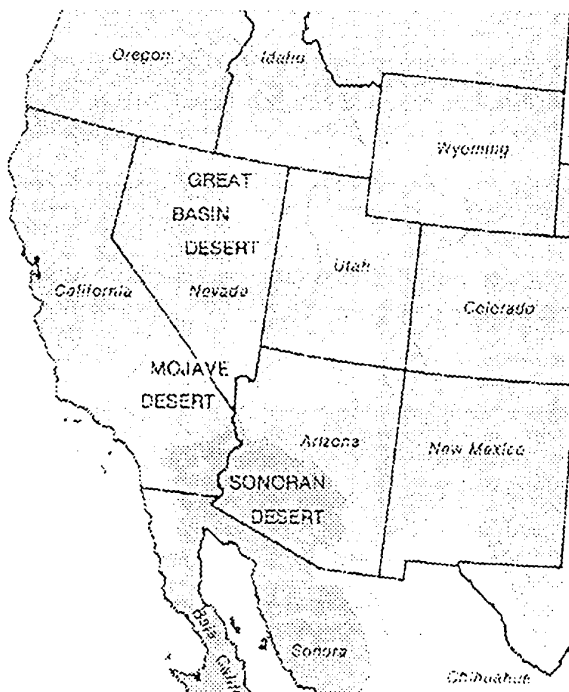 Oregon
Idaho
Wyoming
GREAT
BASIN
DESERT
Utah
California
Nevada
Colorado
MOJAVE
DESERT
Arizona
New Mexico
SONORAN
DESERT
Baja
Sonora
Chihuahua